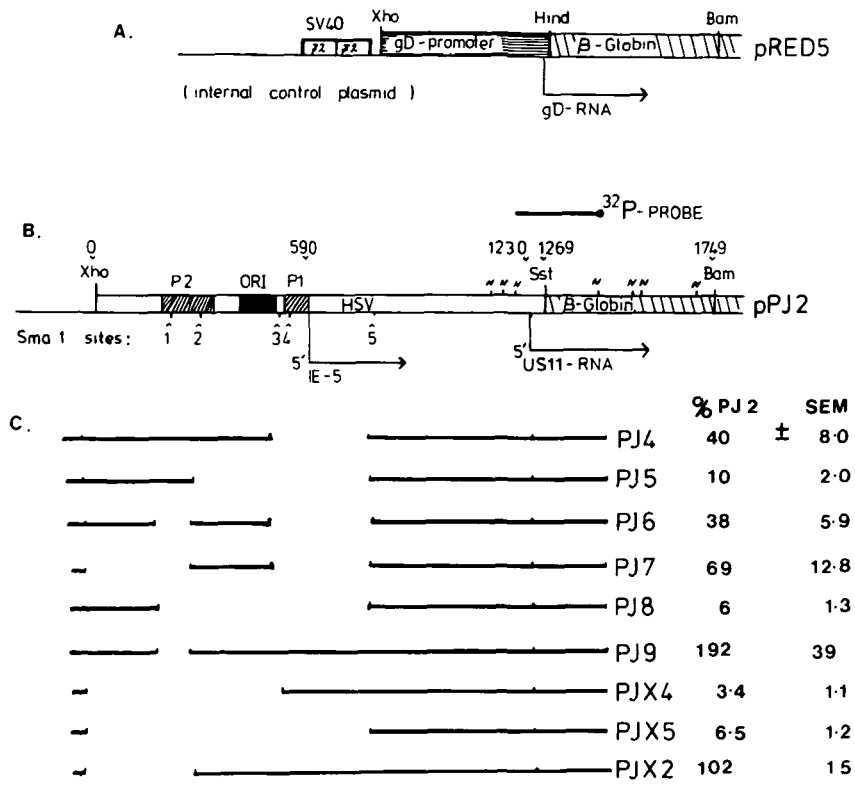 A.
SV40
Xho
Hind
Bam
72 72
gD-promoter
β-Globin
pRED5
(internal control plasmid)
gD-RNA
32P-PROBE
B.
0
590
1230
1269
1749
Xho
P2
ORI
P1
Sst
Bam
HSV
β-Globin
pPJ2
Sma 1 sites: 1 2 34 5
5'
IE-5
5'
US11-RNA
C.
% PJ2 SEM
PJ4 40 ± 8·0
PJ5 10 2·0
PJ6 38 5·9
PJ7 69 12·8
PJ8 6 1·3
PJ9 192 39
PJX4 3·4 1·1
PJX5 6·5 1·2
PJX2 102 15